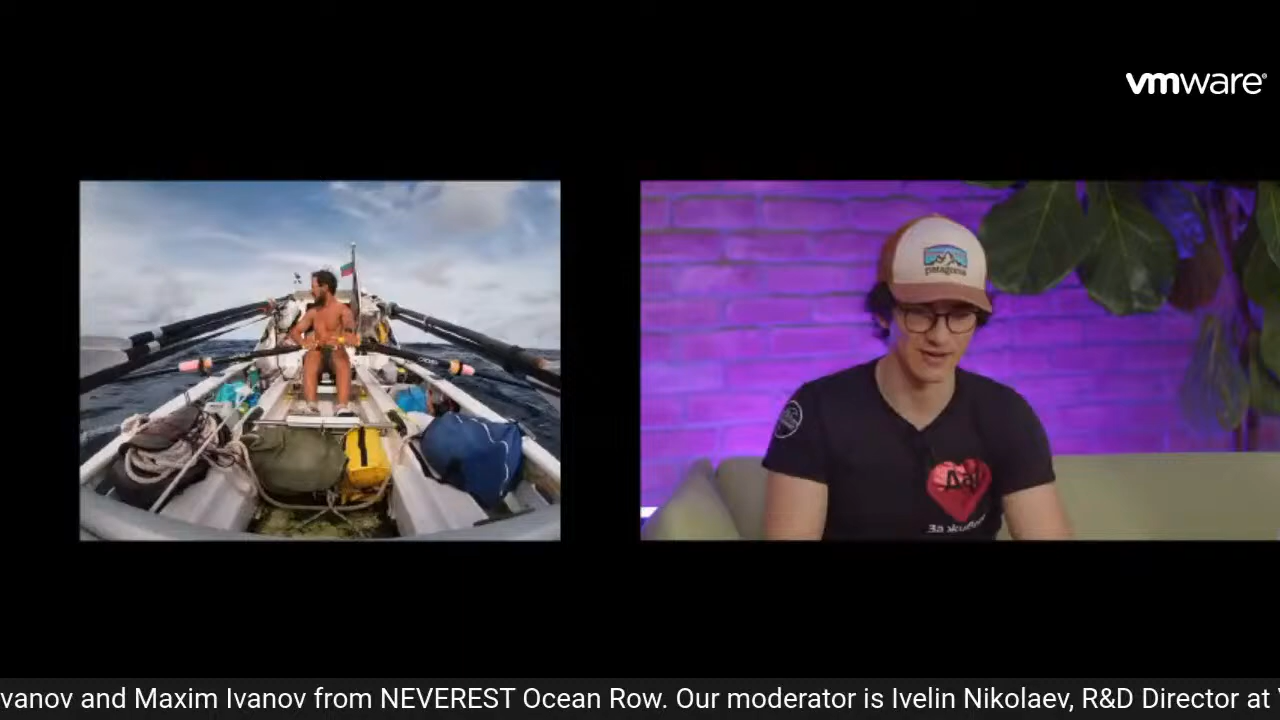 vmware®
patagonia
Да!
За живот
vanov and Maxim Ivanov from NEVEREST Ocean Row. Our moderator is Ivelin Nikolaev, R&D Director at